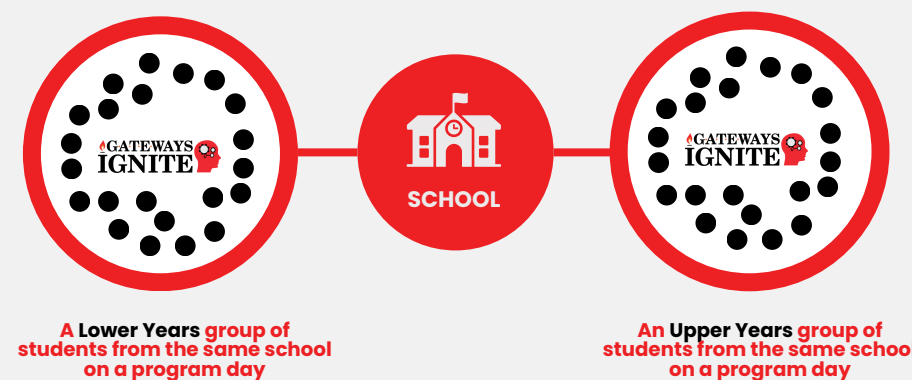 GATEWAYS
IGNITE
SCHOOL
GATEWAYS
IGNITE
A Lower Years group of
students from the same school
on a program day
An Upper Years group of
students from the same schoo
on a program day